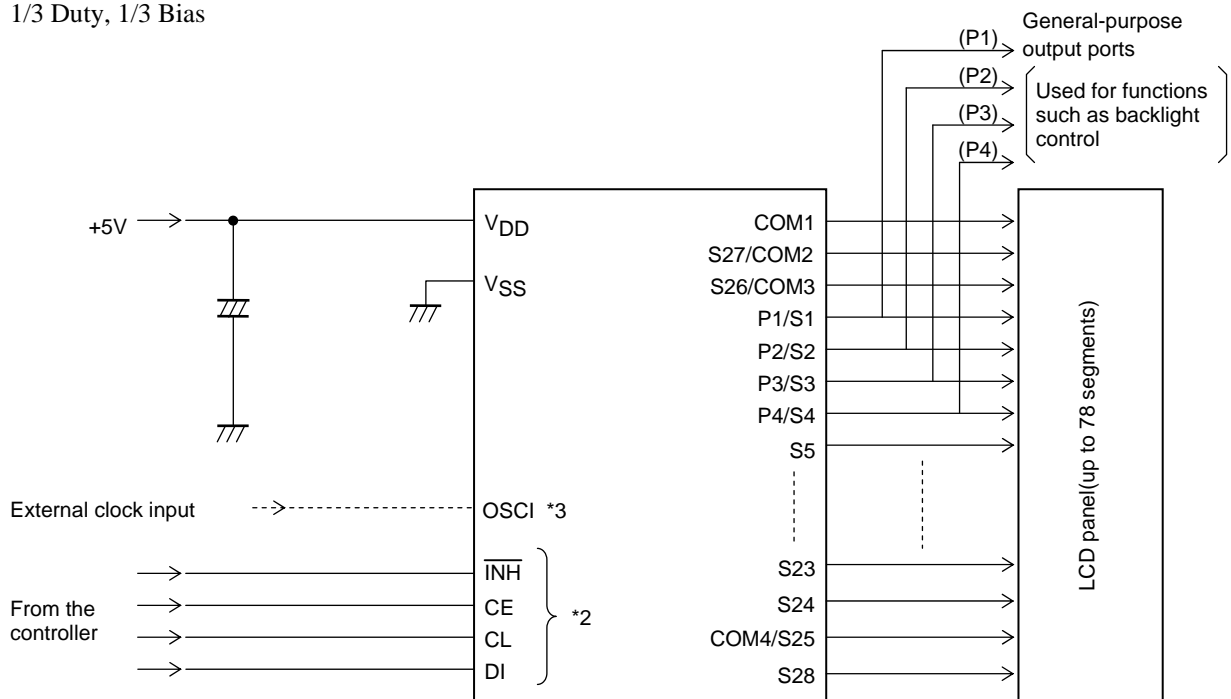 1/3 Duty, 1/3 Bias
General-purpose
output ports
(P1)
(P2)
(P3)
(P4)
Used for functions
such as backlight
control
+5V
VDD
VSS
COM1
S27/COM2
S26/COM3
P1/S1
P2/S2
P3/S3
P4/S4
S5
LCD panel(up to 78 segments)
External clock input
OSCI *3
From the
controller
INH
CE
CL
DI
*2
S23
S24
COM4/S25
S28